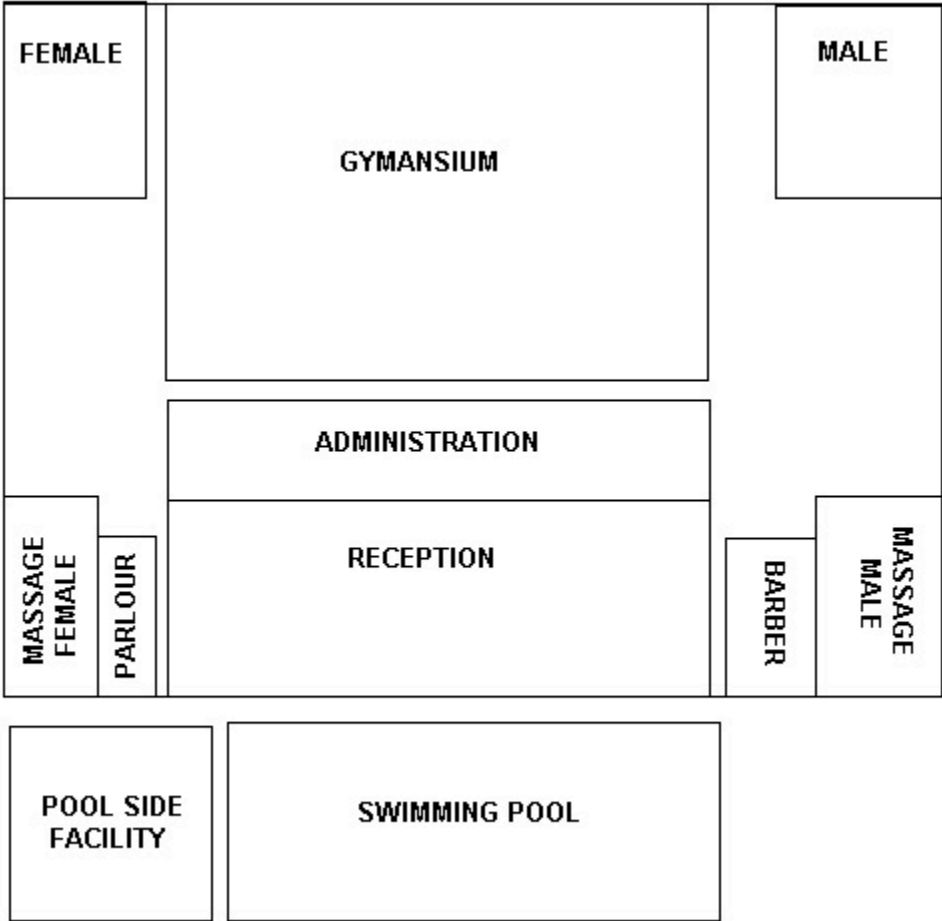 FEMALE
MALE
GYMANSIUM
ADMINISTRATION
RECEPTION
MASSAGE
FEMALE
PARLOUR
BARBER
MASSAGE
MALE
POOL SIDE
FACILITY
SWIMMING POOL